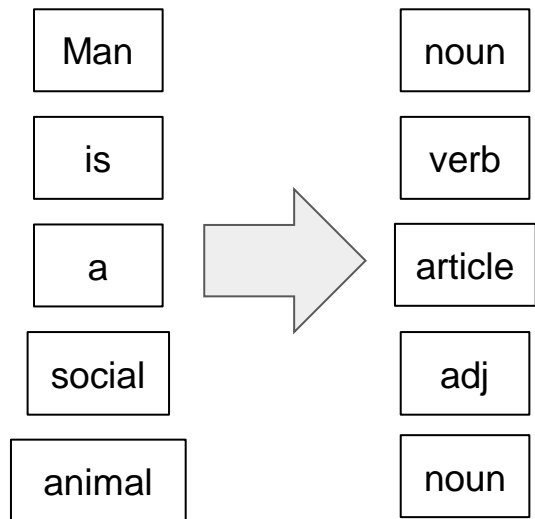 Man noun
is verb
a article
social adj
animal noun